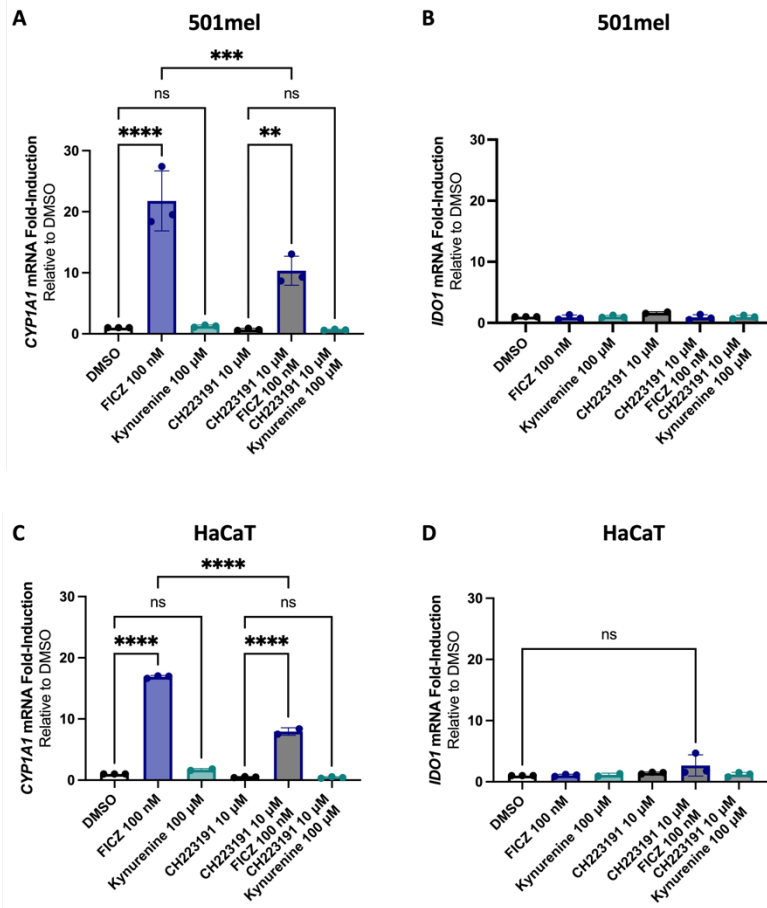 A
501mel
***
ns
ns
****
**
CYP1A1 mRNA Fold-Induction
Relative to DMSO
30
20
10
0
DMSO
FICZ 100 nM
Kynurenine 100 µM
CH223191 10 µM
CH223191 10 µM
FICZ 100 nM
CH223191 10 µM
Kynurenine 100 µM
B
501mel
IDO1 mRNA Fold-Induction
Relative to DMSO
30
20
10
0
DMSO
FICZ 100 nM
Kynurenine 100 µM
CH223191 10 µM
CH223191 10 µM
FICZ 100 nM
CH223191 10 µM
Kynurenine 100 µM
C
HaCaT
****
ns
ns
****
****
CYP1A1 mRNA Fold-Induction
Relative to DMSO
30
20
10
0
DMSO
FICZ 100 nM
Kynurenine 100 µM
CH223191 10 µM
CH223191 10 µM
FICZ 100 nM
CH223191 10 µM
Kynurenine 100 µM
D
HaCaT
ns
IDO1 mRNA Fold-Induction
Relative to DMSO
30
20
10
0
DMSO
FICZ 100 nM
Kynurenine 100 µM
CH223191 10 µM
CH223191 10 µM
FICZ 100 nM
CH223191 10 µM
Kynurenine 100 µM